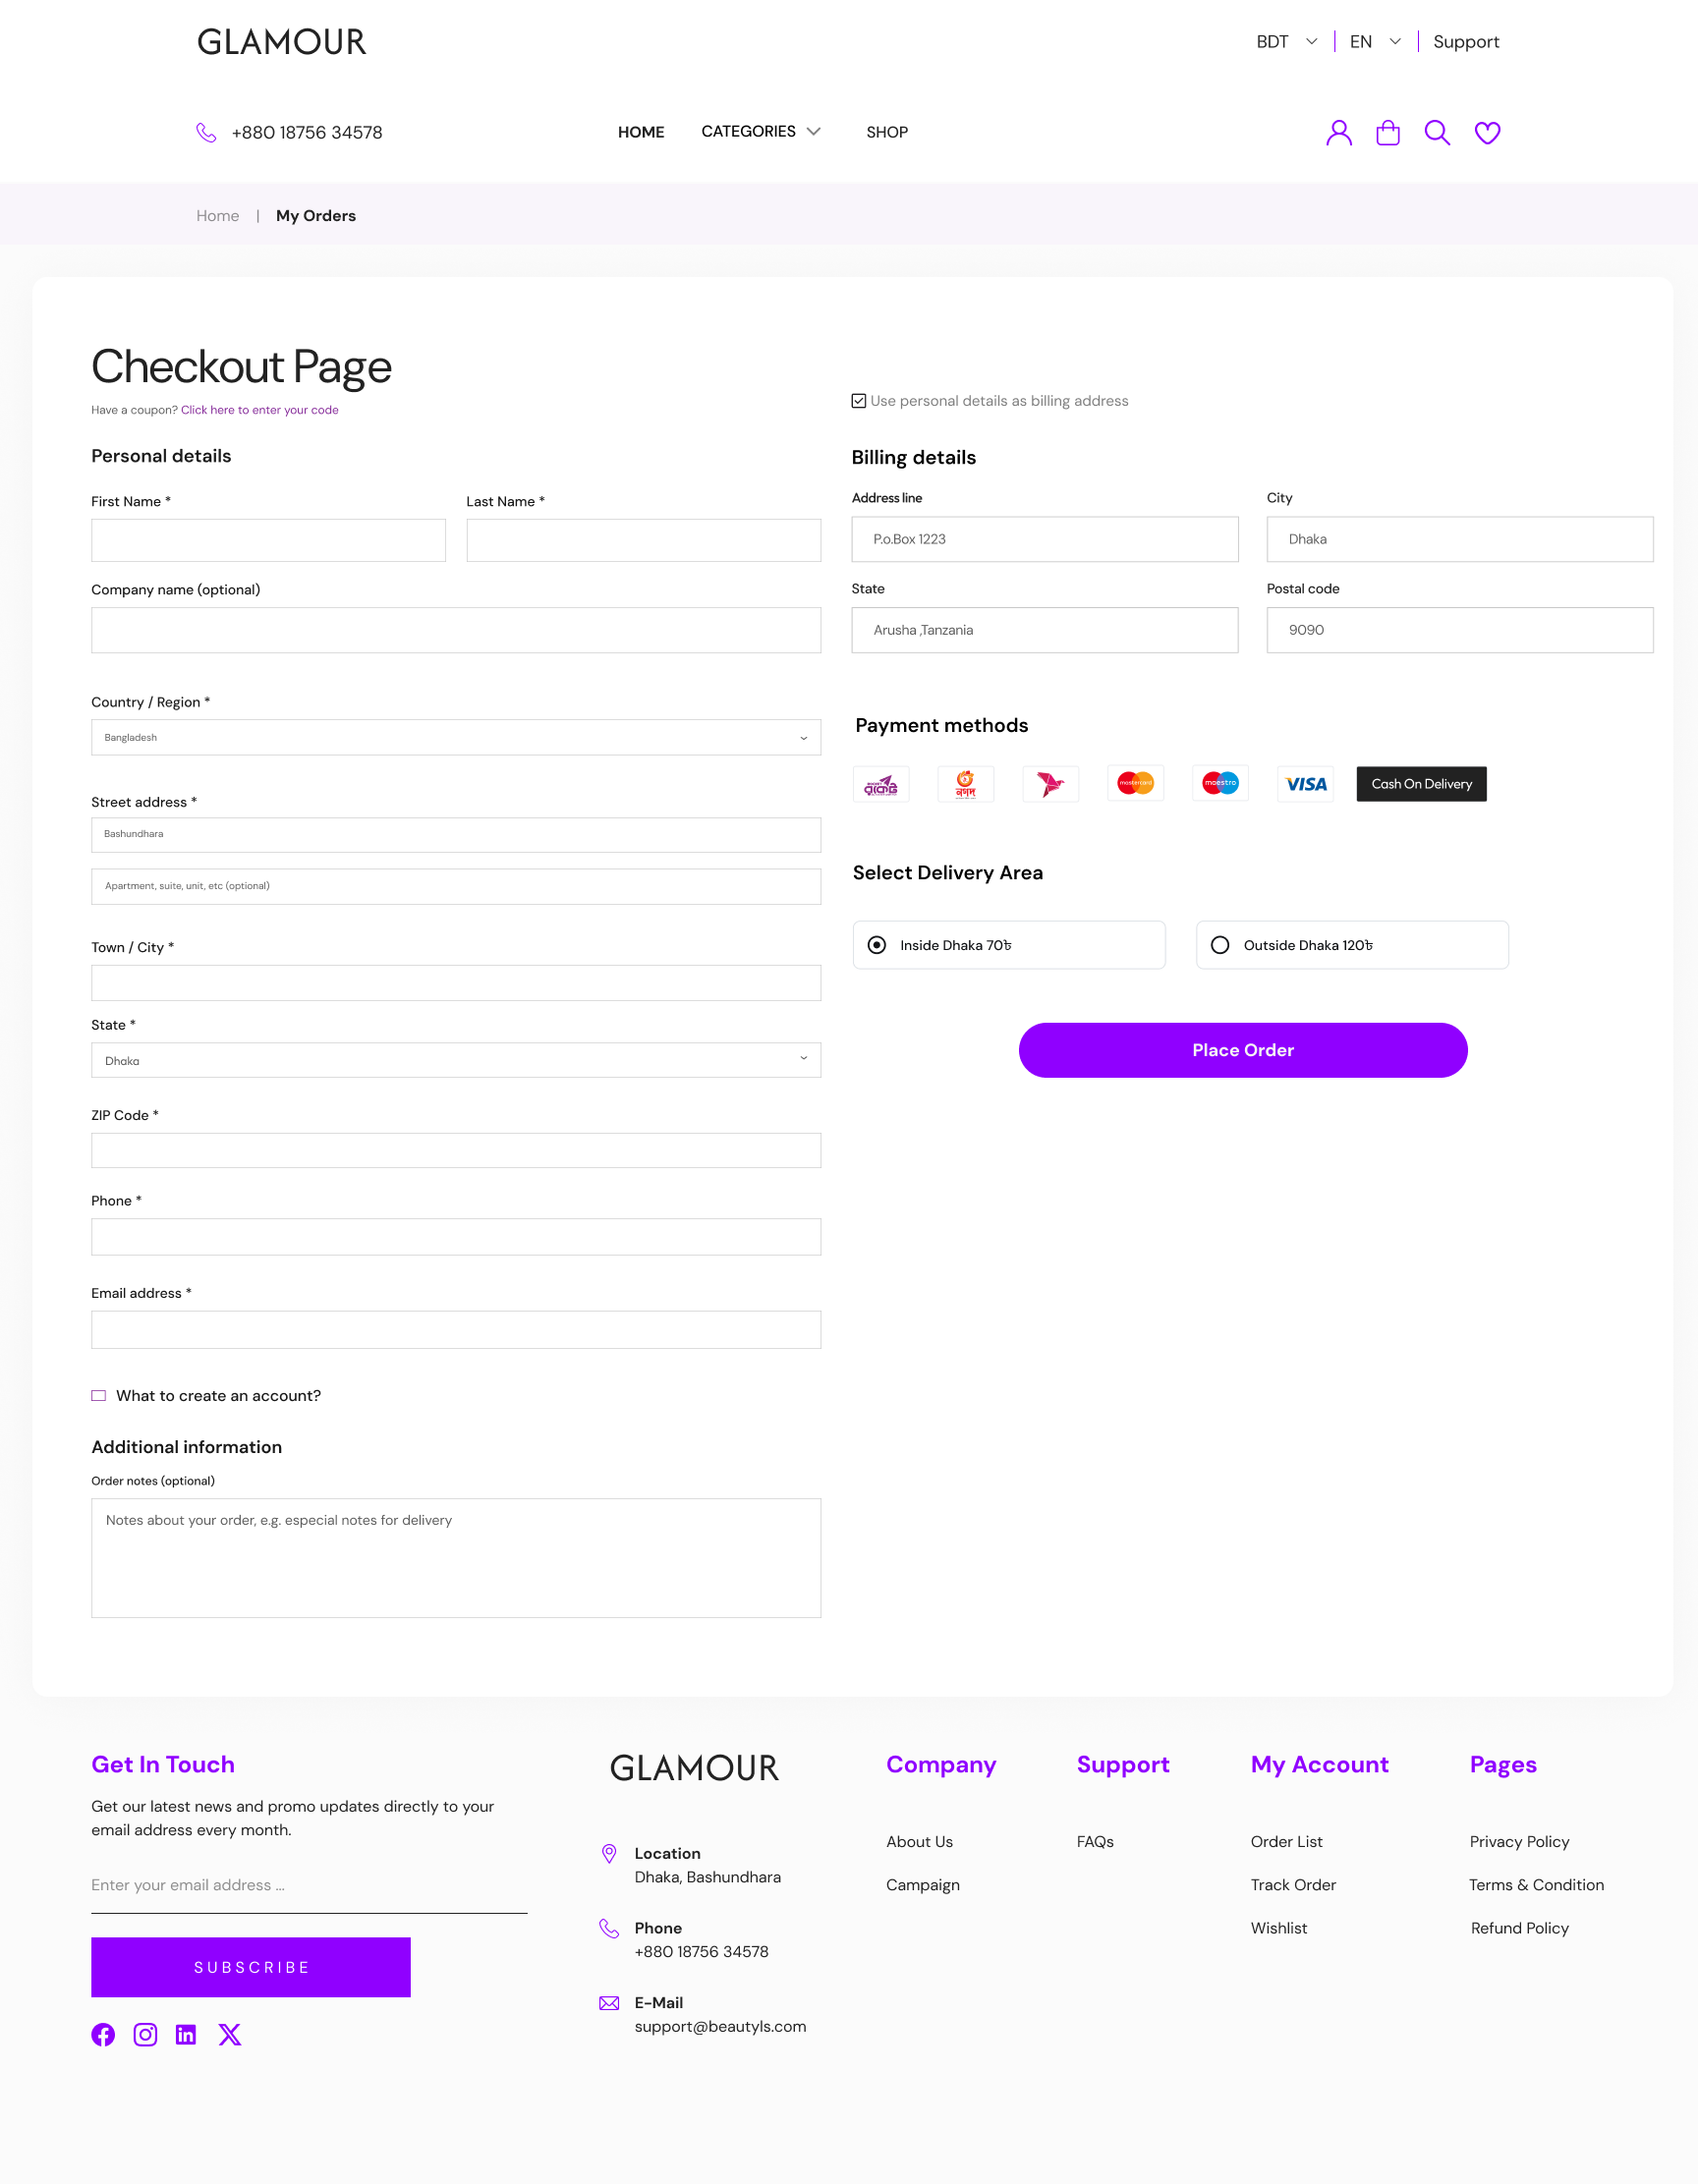 GLAMOUR
BDT
EN
Support
+880 18756 34578
HOME
CATEGORIES
SHOP
Home | My Orders
Checkout Page
Have a coupon? Click here to enter your code
Use personal details as billing address
Personal details
First Name *
Last Name *
Company name (optional)
Country / Region *
Bangladesh
Street address *
Bashundhara
Apartment, suite, unit, etc (optional)
Town / City *
State *
Dhaka
ZIP Code *
Phone *
Email address *
What to create an account?
Additional information
Order notes (optional)
Notes about your order, e.g. especial notes for delivery
Billing details
Address line
P.o.Box 1223
City
Dhaka
State
Arusha ,Tanzania
Postal code
9090
Payment methods
রকেট
নগদ
mastercard
maestro
VISA
Cash On Delivery
Select Delivery Area
Inside Dhaka 70৳
Outside Dhaka 120৳
Place Order
Get In Touch
Get our latest news and promo updates directly to your
email address every month.
Enter your email address ...
SUBSCRIBE
GLAMOUR
Location
Dhaka, Bashundhara
Phone
+880 18756 34578
E-Mail
support@beautyls.com
Company
About Us
Campaign
Support
FAQs
My Account
Order List
Track Order
Wishlist
Pages
Privacy Policy
Terms & Condition
Refund Policy